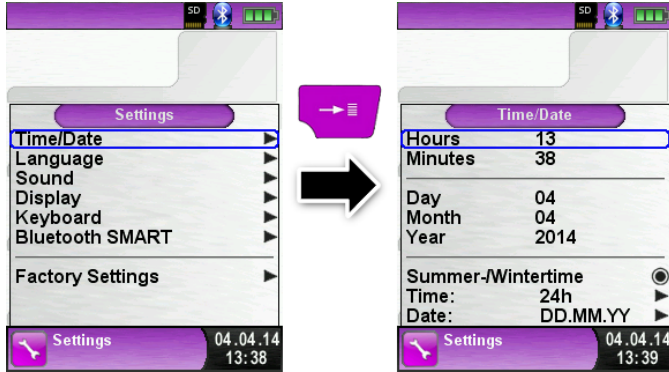 SD
Settings
Time/Date
Language
Sound
Display
Keyboard
Bluetooth SMART
Factory Settings
Settings
04.04.14
13:38
SD
Time/Date
Hours 13
Minutes 38
Day 04
Month 04
Year 2014
Summer-/Wintertime
Time: 24h
Date: DD.MM.YY
Settings
04.04.14
13:39